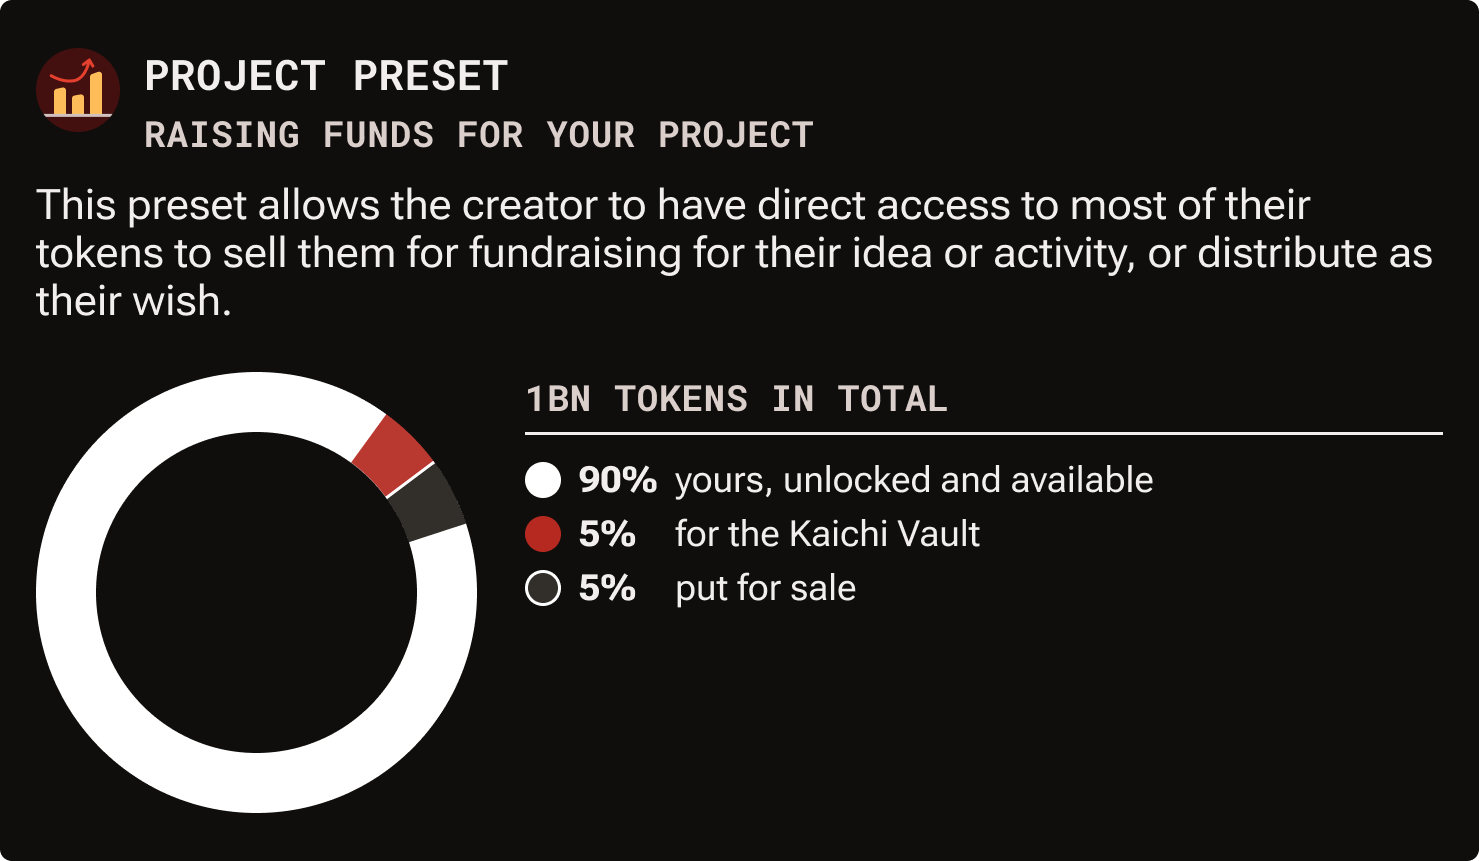 PROJECT PRESET
RAISING FUNDS FOR YOUR PROJECT
This preset allows the creator to have direct access to most of their
tokens to sell them for fundraising for their idea or activity, or distribute as
their wish.
1BN TOKENS IN TOTAL
90% yours, unlocked and available
5% for the Kaichi Vault
5% put for sale